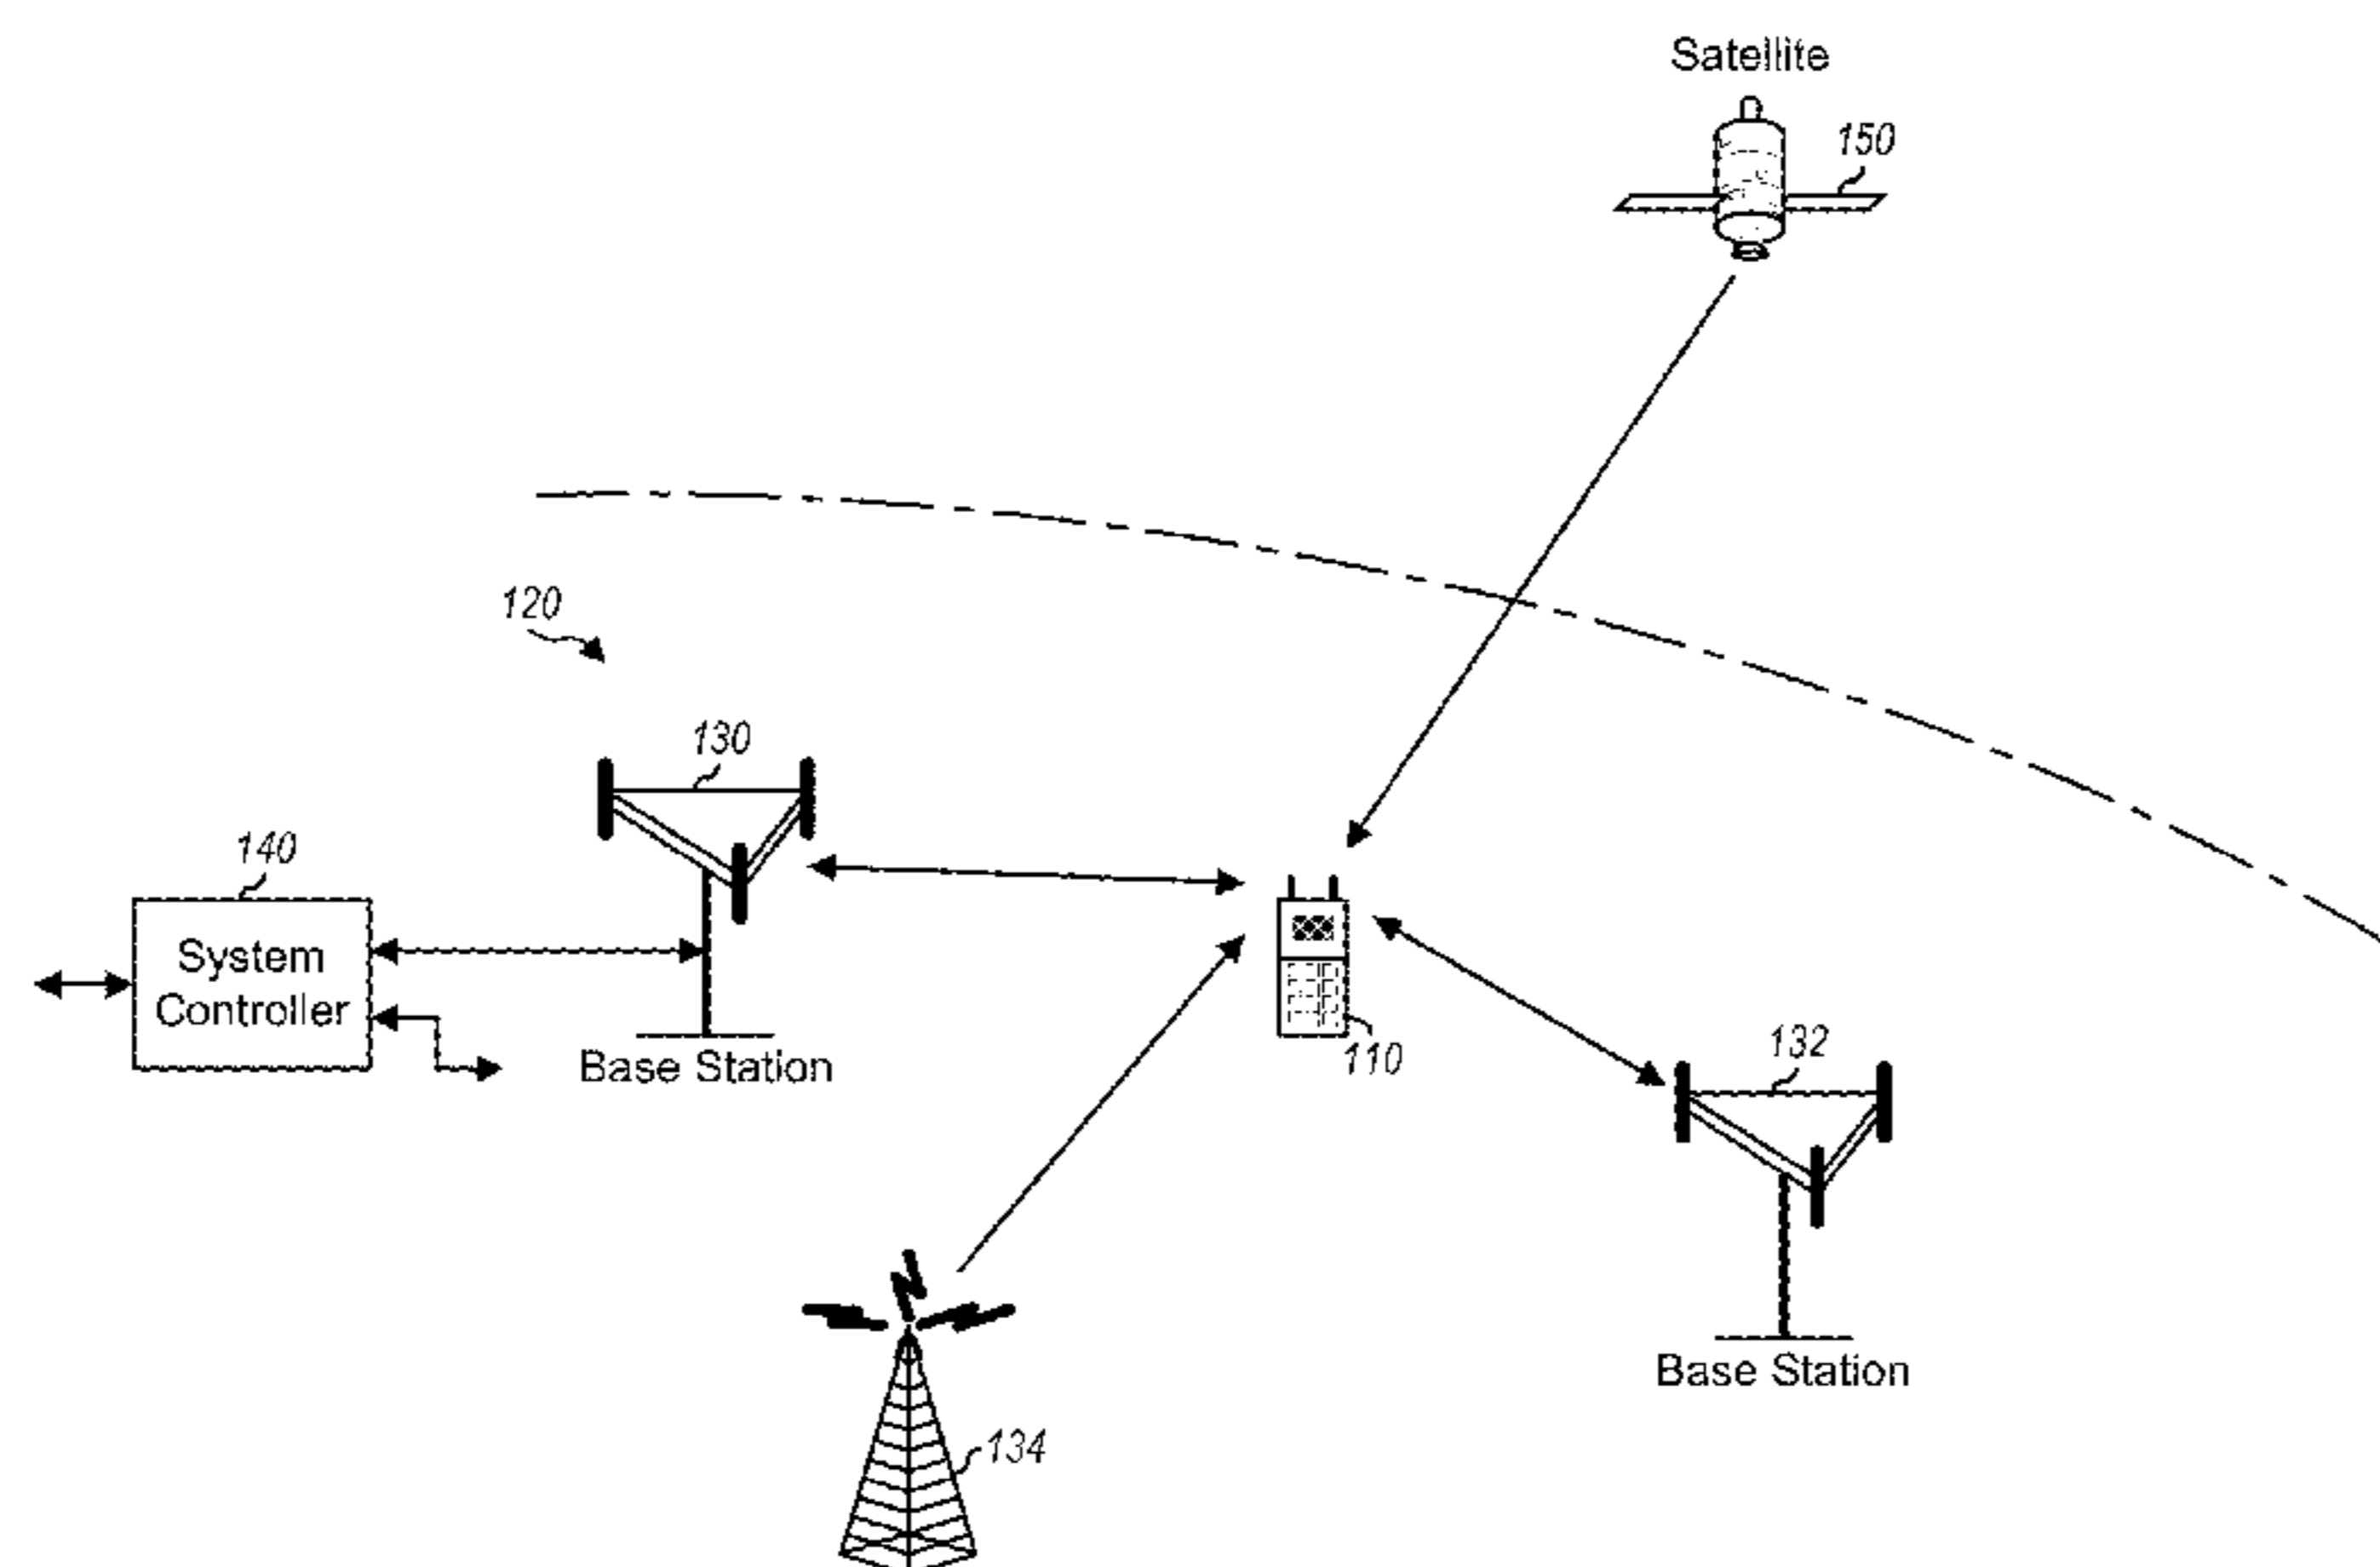 Satellite
150
120
130
140
System
Controller
Base Station
110
132
Base Station
134